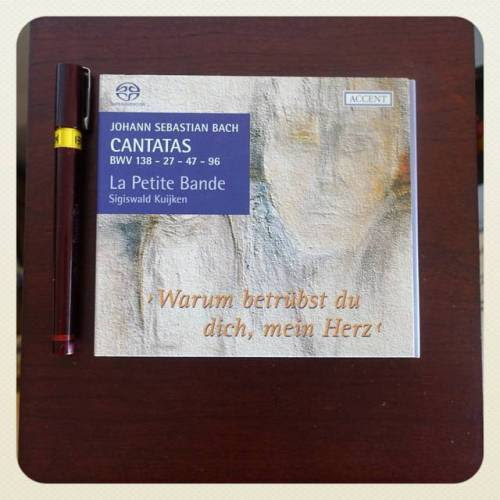 ACCENT
JOHANN SEBASTIAN BACH
CANTATAS
BWV 138 - 27 - 47 - 96
La Petite Bande
Sigiswald Kuijken
› Warum betrübst du
dich, mein Herz ‹